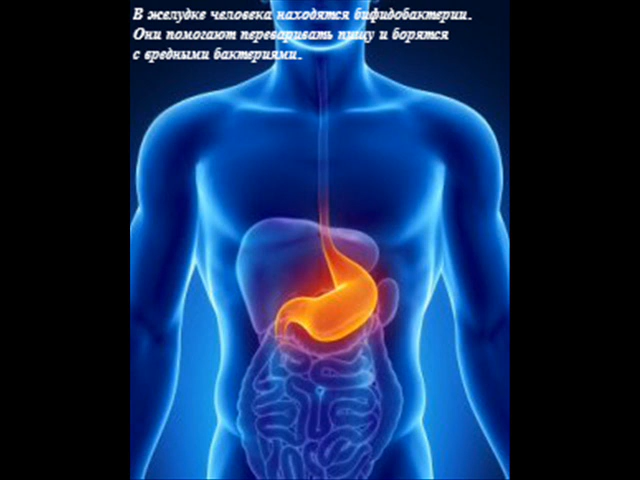 В желудке человека находятся бифидобактерии.
Они помогают переваривать пищу и борятся
с вредными бактериями.